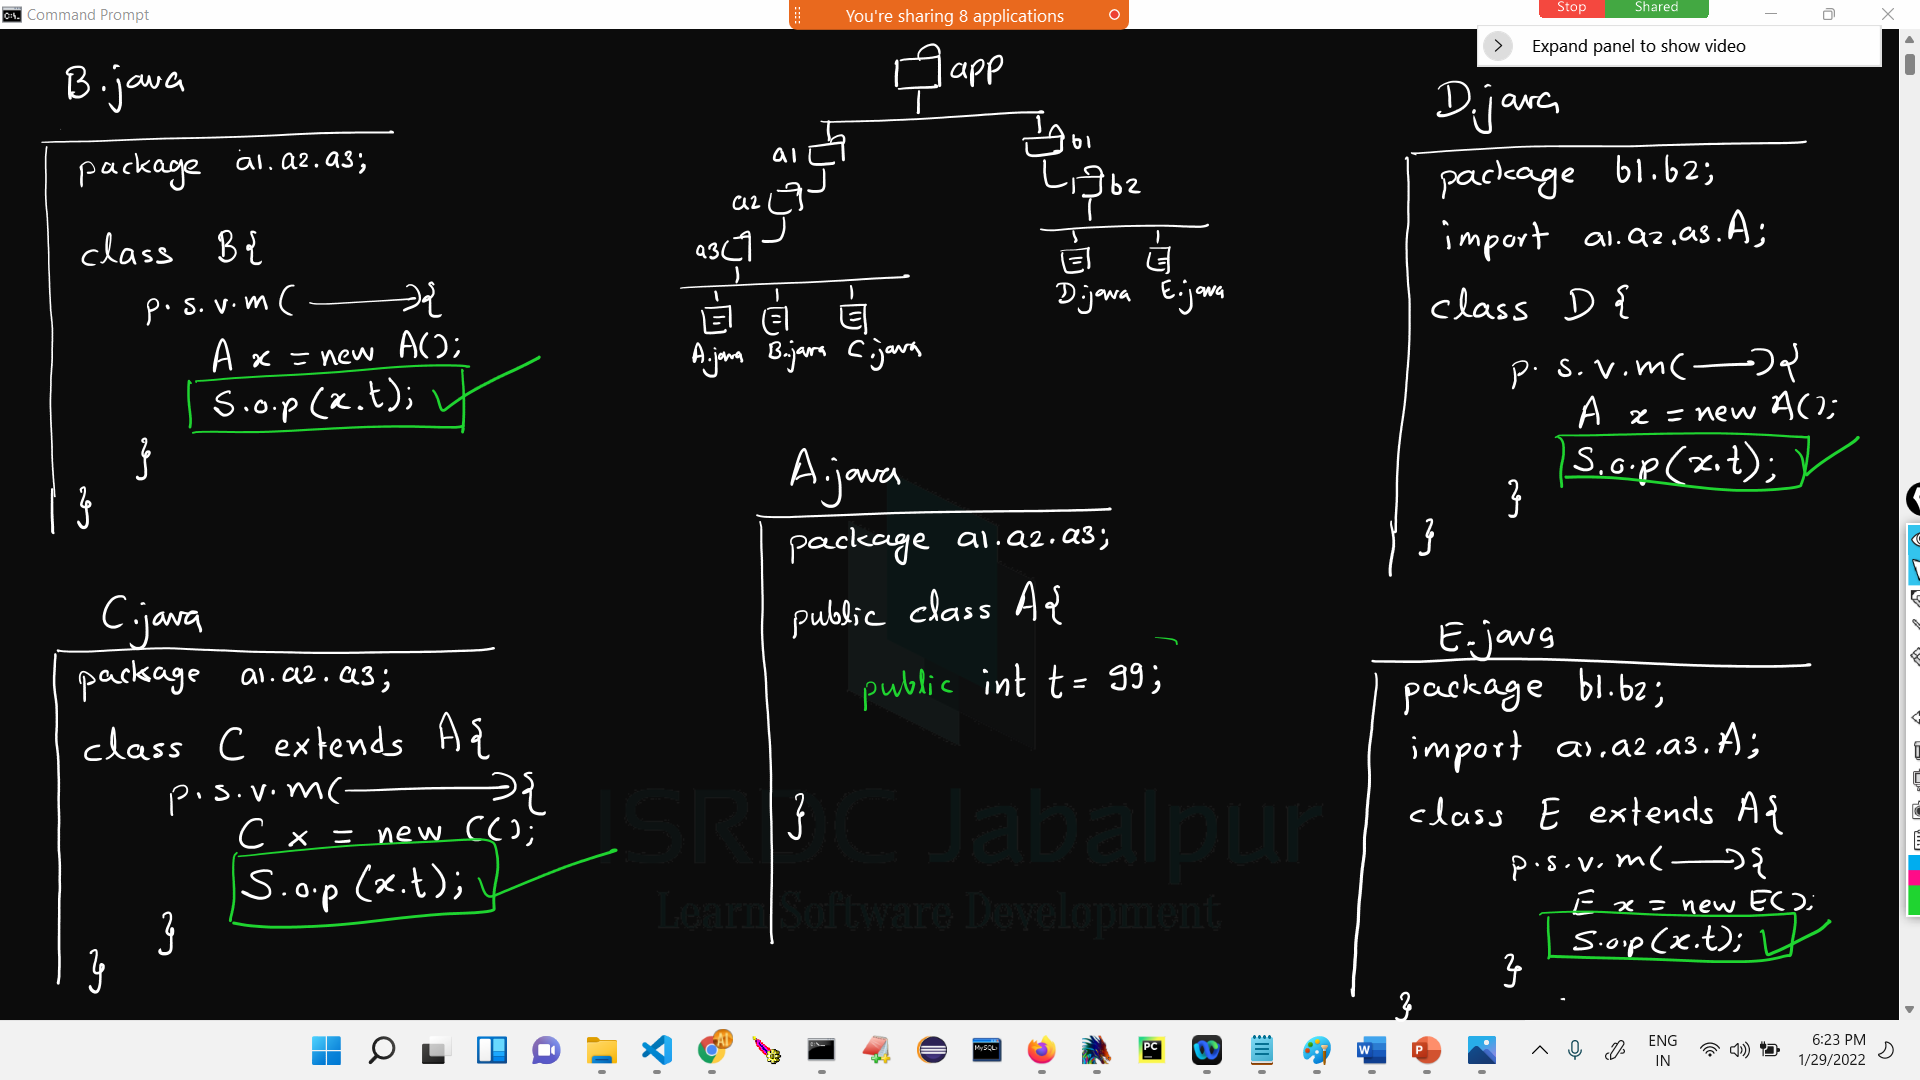 Command Prompt
You're sharing 8 applications
Stop
Shared
Expand panel to show video
B.java
package a1.a2.a3;
class B{
p.s.v.m( ){
A x = new A();
S.o.p(x.t);
}
}
app
a1
b1
a2
b2
a3
D.java E.java
A.java B.java C.java
D.java
package b1.b2;
import a1.a2.a3.A;
class D {
p.s.v.m( ){
A x = new A();
S.o.p(x.t);
}
}
A.java
package a1.a2.a3;
public class A{
public int t = 99;
}
C.java
package a1.a2.a3;
class C extends A{
p.s.v.m( ){
C x = new C();
S.o.p(x.t);
}
}
E.java
package b1.b2;
import a1.a2.a3.A;
class E extends A{
p.s.v.m( ){
E x = new E();
S.o.p(x.t);
}
}
ISRDC Jabalpur
Learn Software Development
ENG
IN
6:23 PM
1/29/2022